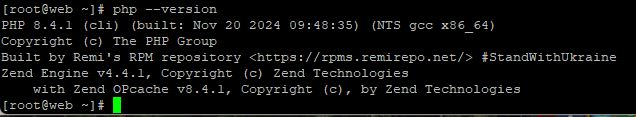 [root@web ~]# php --version
PHP 8.4.1 (cli) (built: Nov 20 2024 09:48:35) (NTS gcc x86_64)
Copyright (c) The PHP Group
Built by Remi's RPM repository <https://rpms.remirepo.net/> #StandWithUkraine
Zend Engine v4.4.1, Copyright (c) Zend Technologies
    with Zend OPcache v8.4.1, Copyright (c), by Zend Technologies
[root@web ~]#